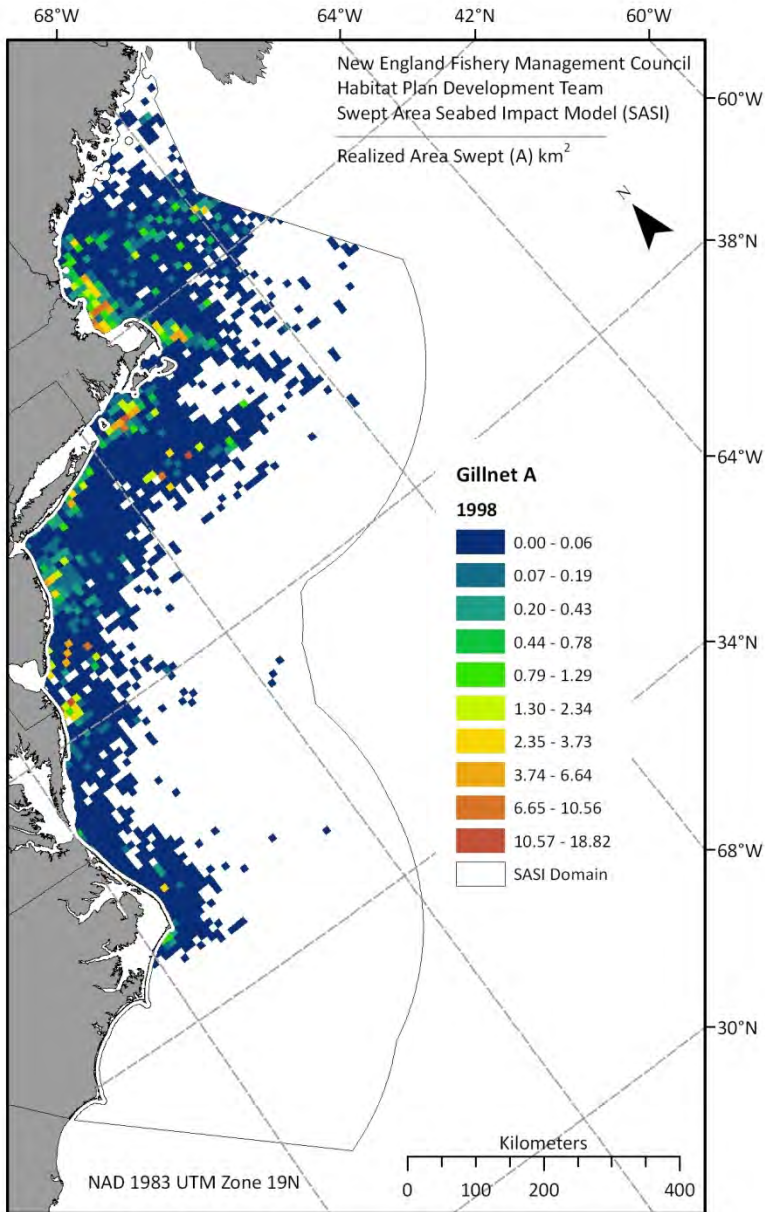 68°W
64°W
42°N
60°W
New England Fishery Management Council
Habitat Plan Development Team
Swept Area Seabed Impact Model (SASI)
Realized Area Swept (A) km²
60°W
N
38°N
64°W
Gillnet A
1998
0.00 - 0.06
0.07 - 0.19
0.20 - 0.43
0.44 - 0.78
0.79 - 1.29
1.30 - 2.34
2.35 - 3.73
3.74 - 6.64
6.65 - 10.56
10.57 - 18.82
SASI Domain
34°N
68°W
30°N
Kilometers
0 100 200 300 400
NAD 1983 UTM Zone 19N